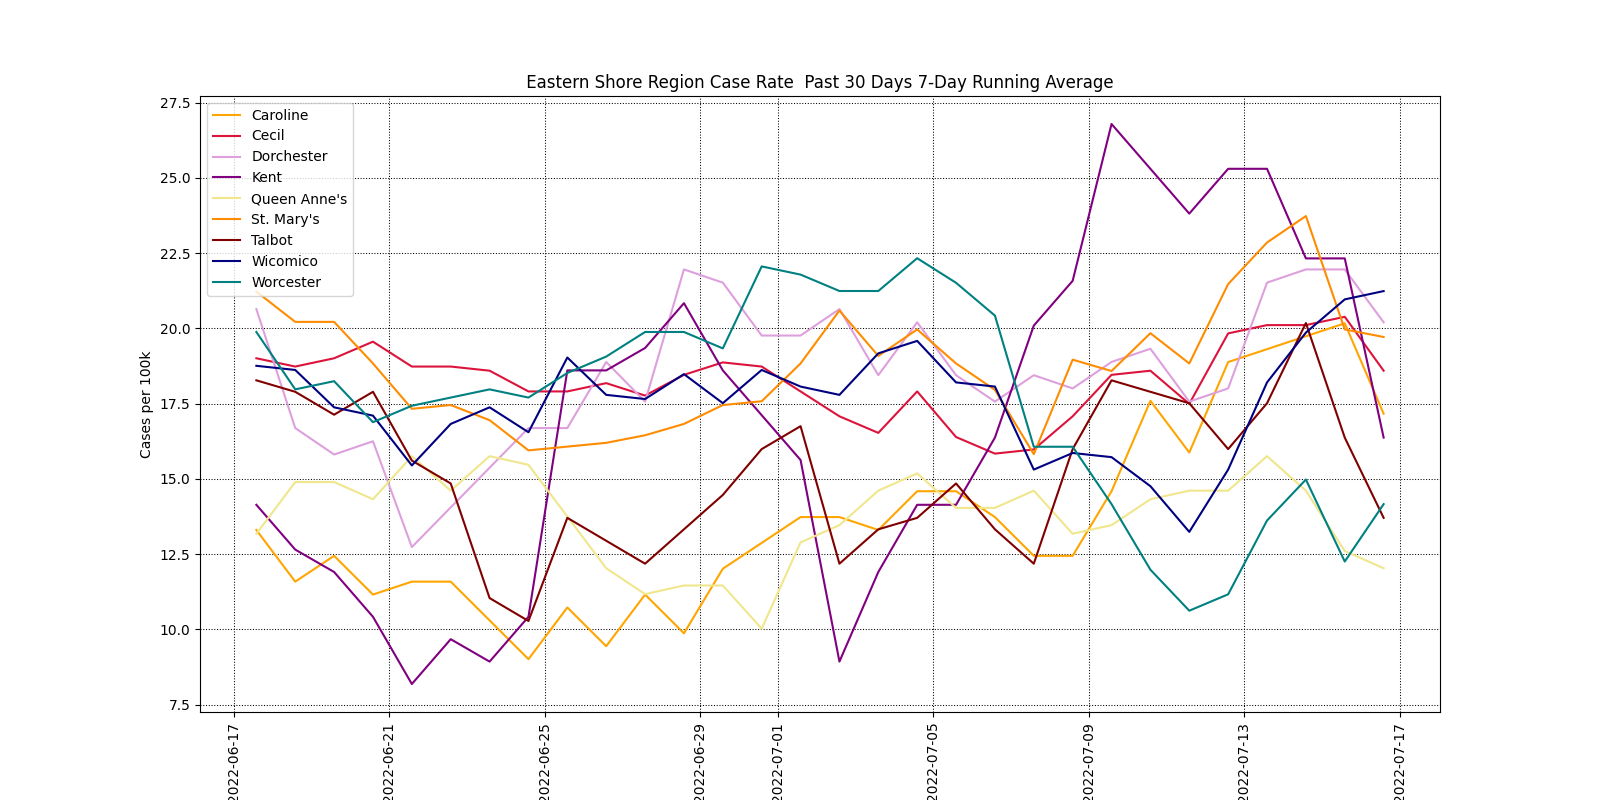 Eastern Shore Region Case Rate  Past 30 Days 7-Day Running Average
Cases per 100k
27.5
25.0
22.5
20.0
17.5
15.0
12.5
10.0
7.5
Caroline
Cecil
Dorchester
Kent
Queen Anne's
St. Mary's
Talbot
Wicomico
Worcester
2022-06-17
2022-06-21
2022-06-25
2022-06-29
2022-07-01
2022-07-05
2022-07-09
2022-07-13
2022-07-17